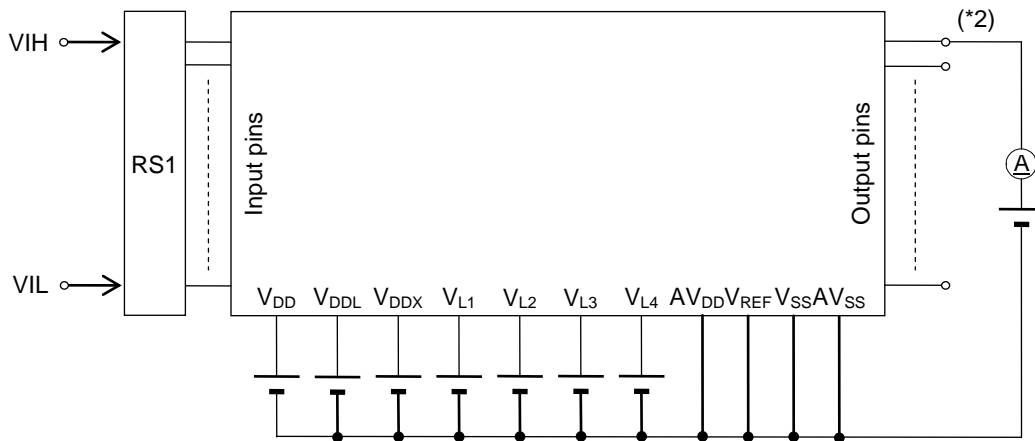 VIH
(*2)
RS1
Input pins
Output pins
A
VIL
VDD VDDL VDDX VL1 VL2 VL3 VL4 AVDD VREF VSS AVSS